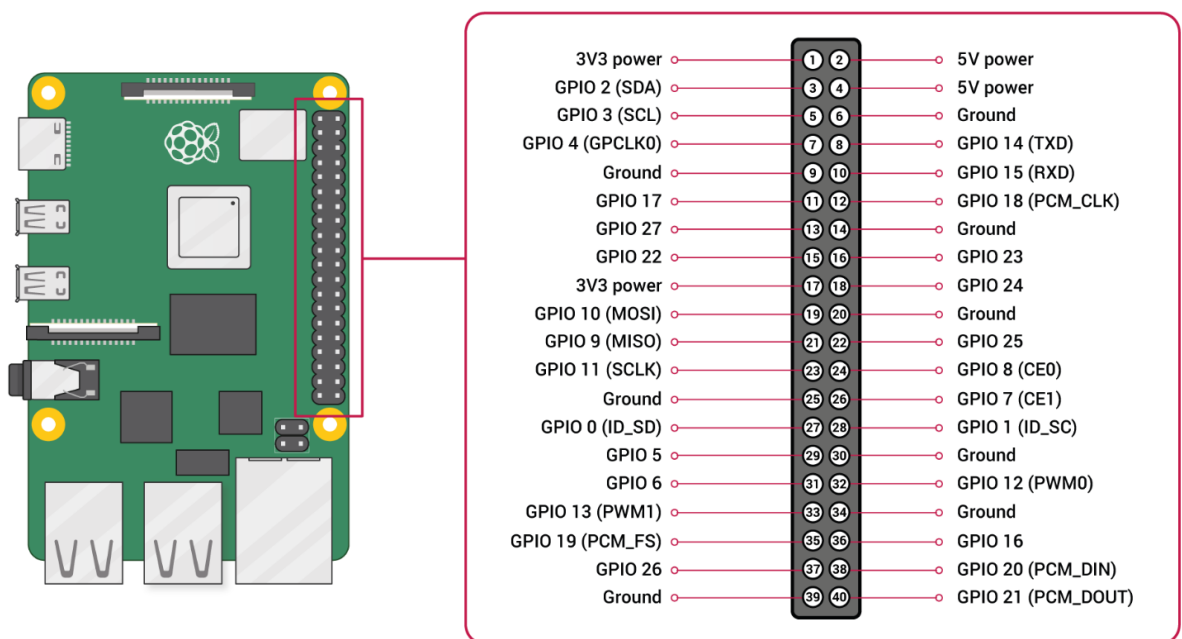 3V3 power 1 2 5V power
GPIO 2 (SDA) 3 4 5V power
GPIO 3 (SCL) 5 6 Ground
GPIO 4 (GPCLK0) 7 8 GPIO 14 (TXD)
Ground 9 10 GPIO 15 (RXD)
GPIO 17 11 12 GPIO 18 (PCM_CLK)
GPIO 27 13 14 Ground
GPIO 22 15 16 GPIO 23
3V3 power 17 18 GPIO 24
GPIO 10 (MOSI) 19 20 Ground
GPIO 9 (MISO) 21 22 GPIO 25
GPIO 11 (SCLK) 23 24 GPIO 8 (CE0)
Ground 25 26 GPIO 7 (CE1)
GPIO 0 (ID_SD) 27 28 GPIO 1 (ID_SC)
GPIO 5 29 30 Ground
GPIO 6 31 32 GPIO 12 (PWM0)
GPIO 13 (PWM1) 33 34 Ground
GPIO 19 (PCM_FS) 35 36 GPIO 16
GPIO 26 37 38 GPIO 20 (PCM_DIN)
Ground 39 40 GPIO 21 (PCM_DOUT)